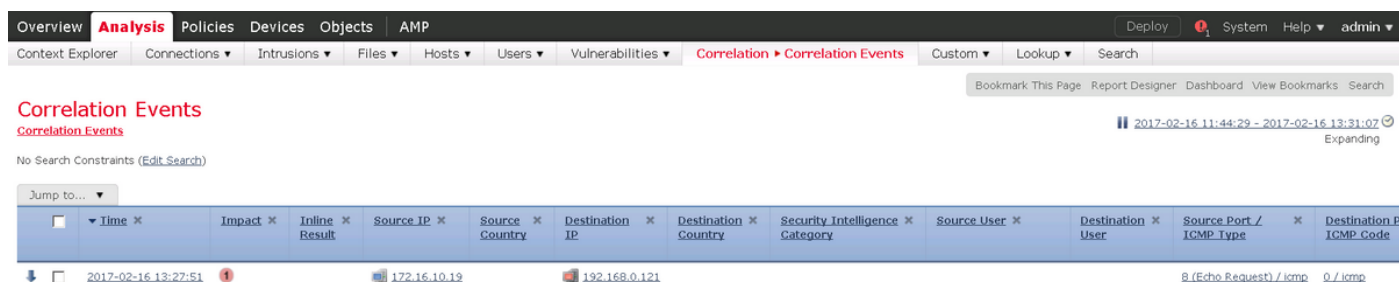 Overview Analysis Policies Devices Objects AMP Deploy 1 System Help admin
Context Explorer Connections Intrusions Files Hosts Users Vulnerabilities Correlation Correlation Events Custom Lookup Search
Bookmark This Page Report Designer Dashboard View Bookmarks Search
Correlation Events
Correlation Events
2017-02-16 11:44:29 - 2017-02-16 13:31:07
Expanding
No Search Constraints (Edit Search)
Jump to...
Time Impact Inline Result Source IP Source Country Destination IP Destination Country Security Intelligence Category Source User Destination User Source Port / ICMP Type Destination P ICMP Code
2017-02-16 13:27:51 1 172.16.10.19 192.168.0.121 8 (Echo Request) / icmp 0 / icmp